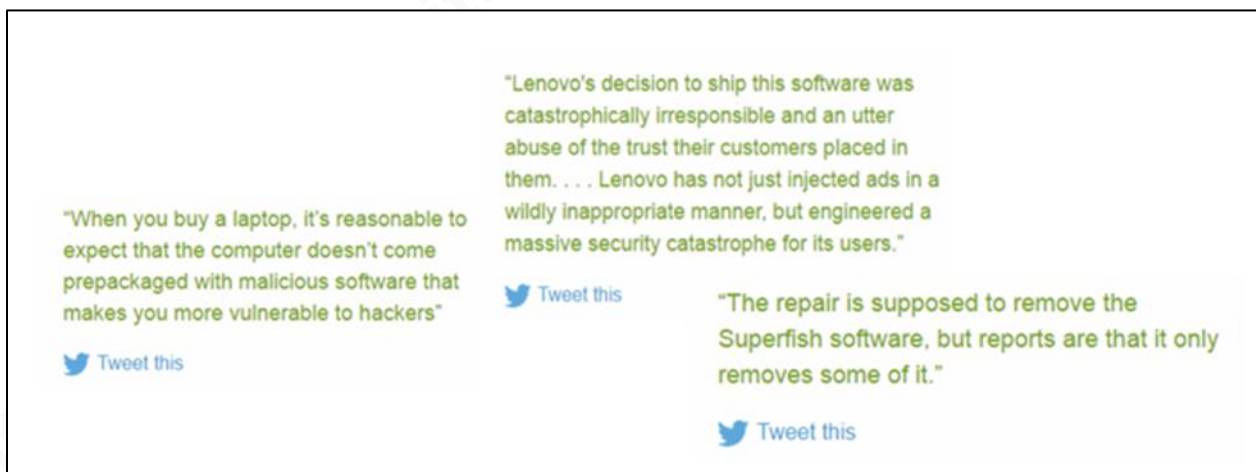 “When you buy a laptop, it’s reasonable to
expect that the computer doesn’t come
prepackaged with malicious software that
makes you more vulnerable to hackers”
Tweet this
“Lenovo's decision to ship this software was
catastrophically irresponsible and an utter
abuse of the trust their customers placed in
them. . . . Lenovo has not just injected ads in a
wildly inappropriate manner, but engineered a
massive security catastrophe for its users.”
Tweet this
“The repair is supposed to remove the
Superfish software, but reports are that it only
removes some of it.”
Tweet this